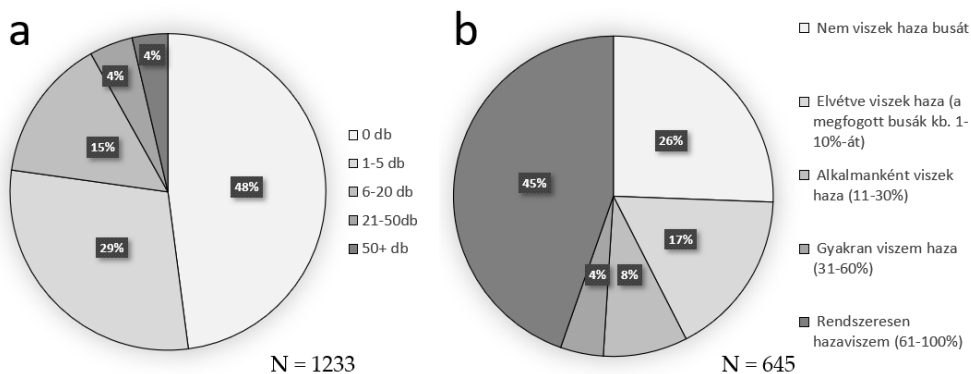 a
4%
4%
15%
48%
29%
0 db
1-5 db
6-20 db
21-50db
50+ db
N = 1233
b
26%
45%
17%
4%
8%
N = 645
Nem viszek haza busát
Elvétve viszek haza (a
megfogott busák kb. 1-
10%-át)
Alkalmanként viszek
haza (11-30%)
Gyakran viszem haza
(31-60%)
Rendszeresen
hazaviszem (61-100%)